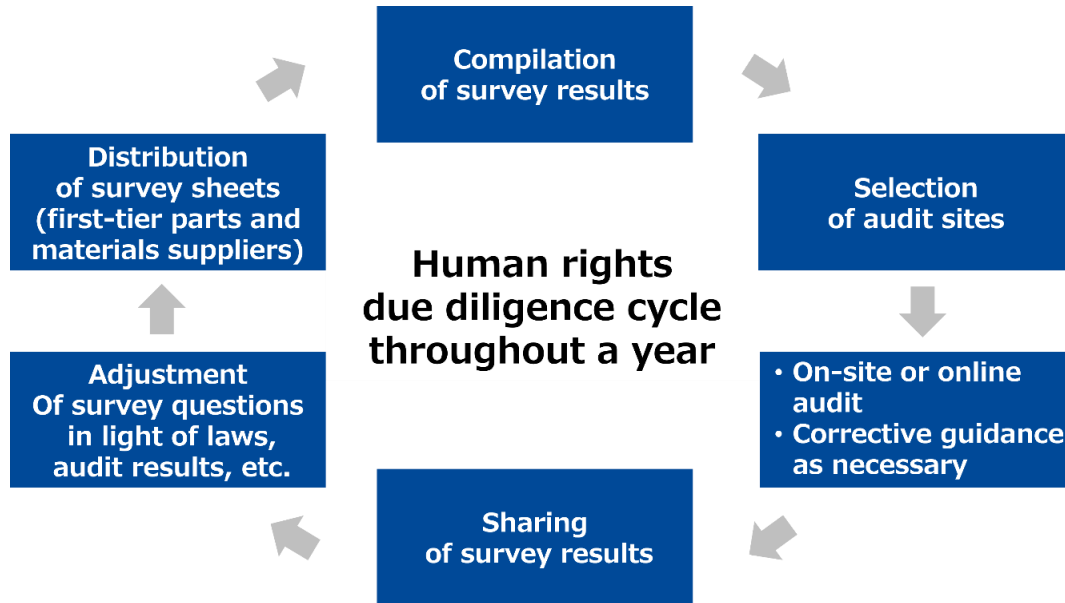 Compilation
of survey results
Distribution
of survey sheets
(first-tier parts and
materials suppliers)
Selection
of audit sites
Human rights
due diligence cycle
throughout a year
Adjustment
Of survey questions
in light of laws,
audit results, etc.
• On-site or online
audit
• Corrective guidance
as necessary
Sharing
of survey results